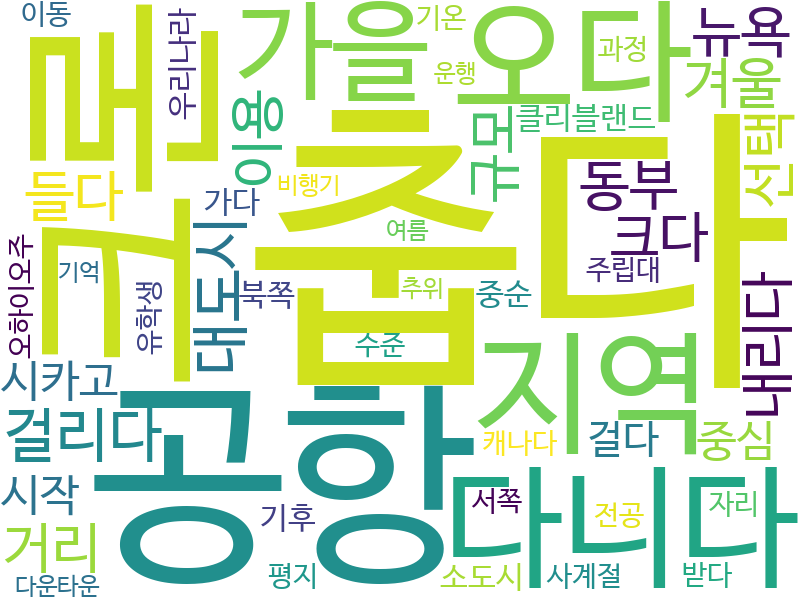 이동
우리나라
쿠론
가을
기온
오다
과정
뉴욕
운행
겨울
이용
클리블랜드
규모
춥다
선택
비행기
들다
가다
동부
크다
대도시
여름
오하이오주
기억
유학생
북쪽
추위
중순
주립대
내리다
수준
지역
시카고
공항
걸리다
캐나다
걸다
중심
시작
다니다
서쪽
전공
자리
거리
기후
다운타운
평지
소도시
사계절
받다